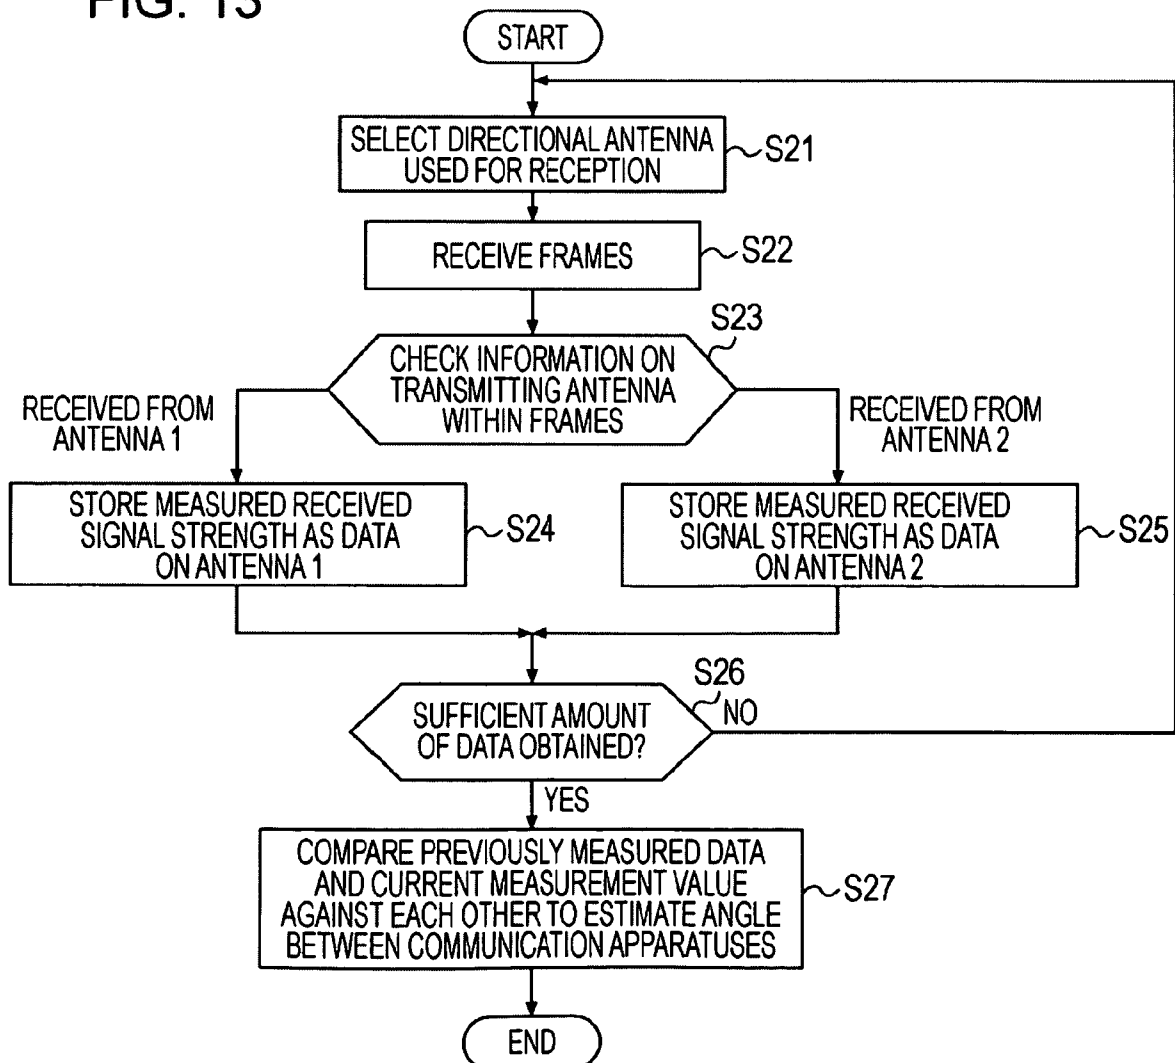 FIG. 13
START
SELECT DIRECTIONAL ANTENNA
USED FOR RECEPTION
S21
RECEIVE FRAMES
S22
S23
CHECK INFORMATION ON
TRANSMITTING ANTENNA
WITHIN FRAMES
RECEIVED FROM
ANTENNA 1
RECEIVED FROM
ANTENNA 2
STORE MEASURED RECEIVED
SIGNAL STRENGTH AS DATA
ON ANTENNA 1
S24
STORE MEASURED RECEIVED
SIGNAL STRENGTH AS DATA
ON ANTENNA 2
S25
S26
SUFFICIENT AMOUNT
OF DATA OBTAINED?
NO
YES
COMPARE PREVIOUSLY MEASURED DATA
AND CURRENT MEASUREMENT VALUE
AGAINST EACH OTHER TO ESTIMATE ANGLE
BETWEEN COMMUNICATION APPARATUSES
S27
END